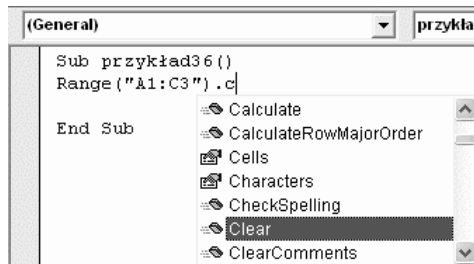 (General)
przykła
Sub przykład36()
Range("A1:C3").c
End Sub
Calculate
CalculateRowMajorOrder
Cells
Characters
CheckSpelling
Clear
ClearComments